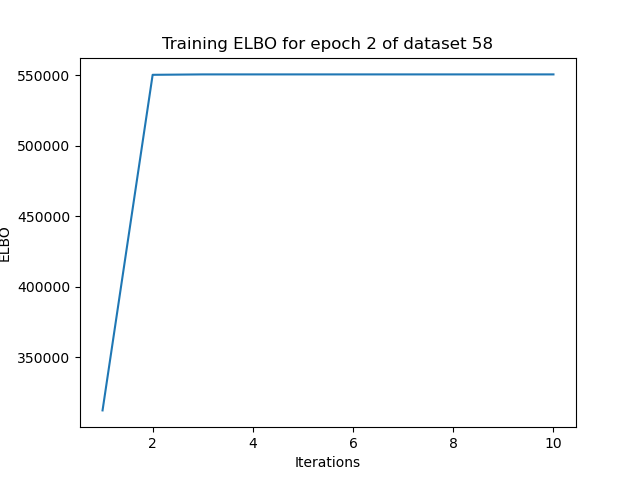 Training ELBO for epoch 2 of dataset 58
550000
500000
450000
400000
350000
ELBO
2 4 6 8 10
Iterations